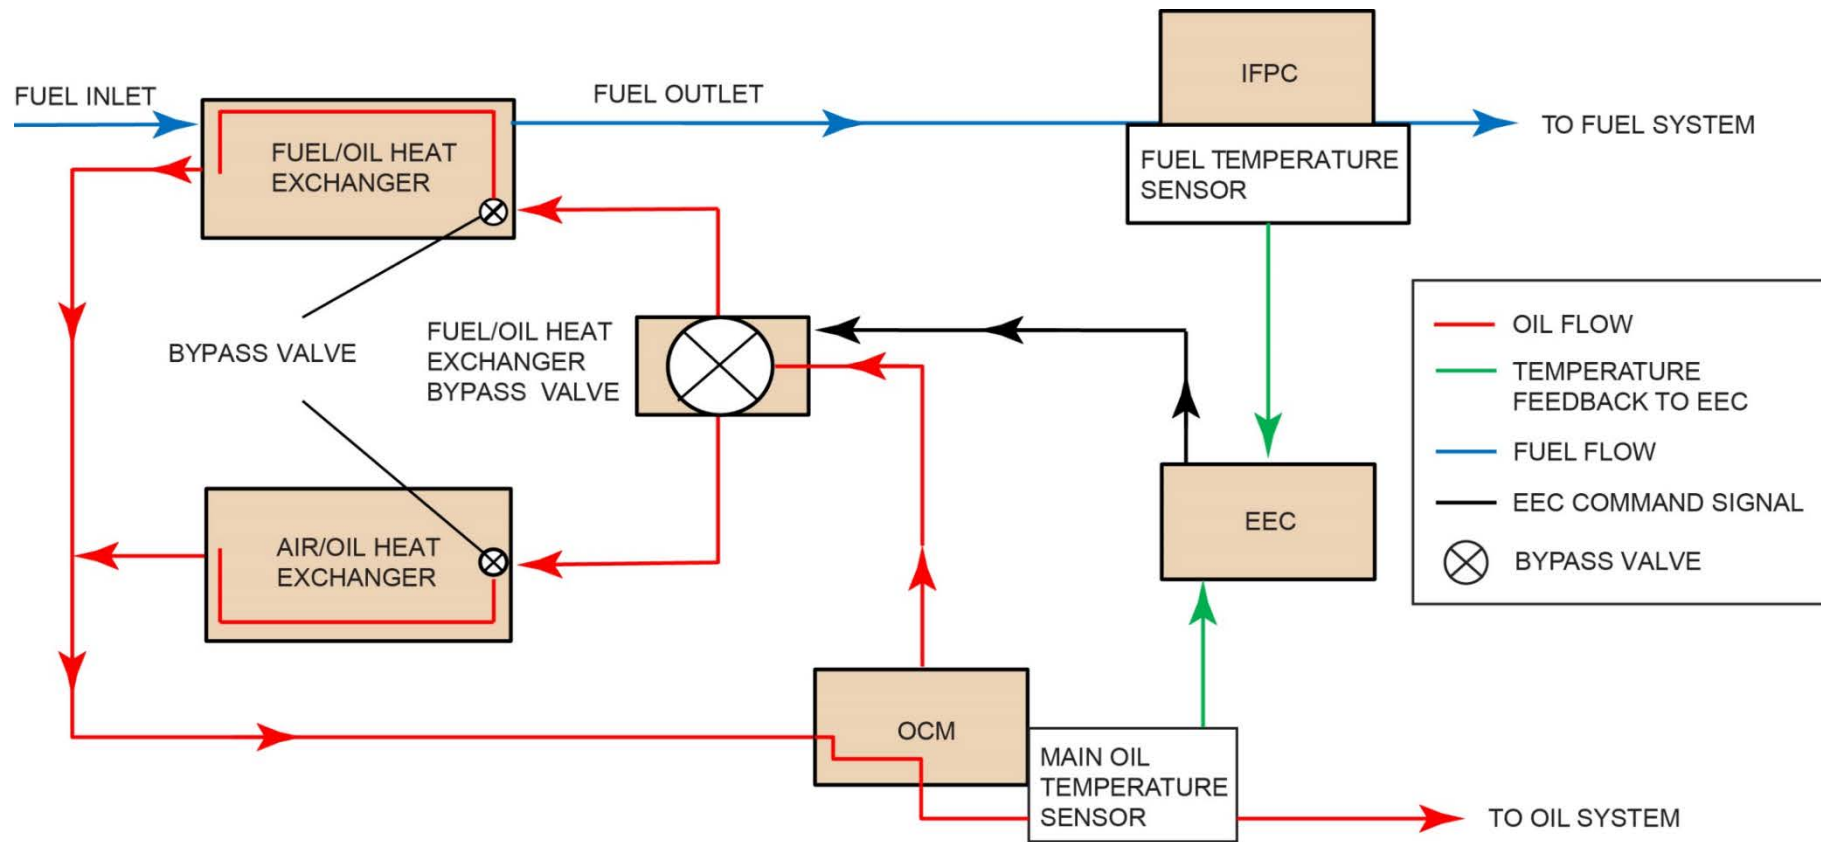 FUEL INLET
FUEL/OIL HEAT
EXCHANGER
FUEL OUTLET
IFPC
FUEL TEMPERATURE
SENSOR
TO FUEL SYSTEM
BYPASS VALVE
FUEL/OIL HEAT
EXCHANGER
BYPASS VALVE
AIR/OIL HEAT
EXCHANGER
EEC
OCM
MAIN OIL
TEMPERATURE
SENSOR
TO OIL SYSTEM
OIL FLOW
TEMPERATURE
FEEDBACK TO EEC
FUEL FLOW
EEC COMMAND SIGNAL
BYPASS VALVE